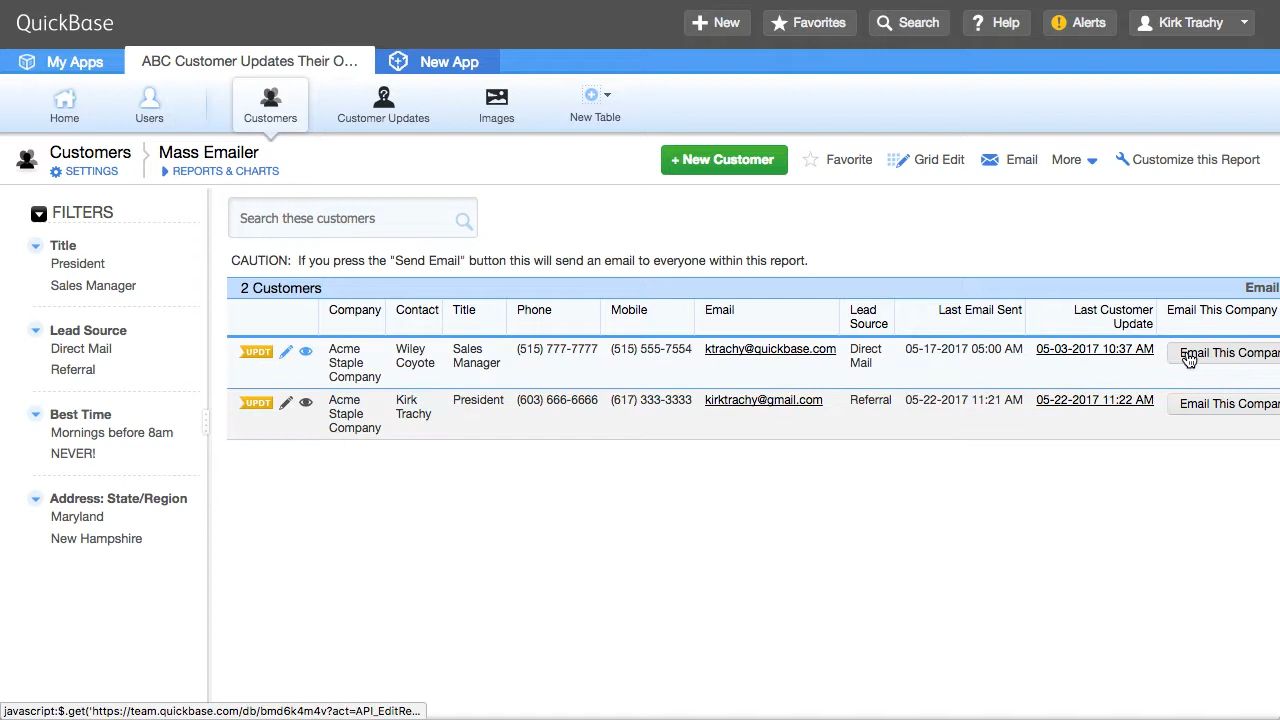 QuickBase
New
Favorites
Search
Help
Alerts
Kirk Trachy
My Apps
ABC Customer Updates Their O...
New App
Home
Users
Customers
Customer Updates
Images
New Table
Customers
SETTINGS
Mass Emailer
REPORTS & CHARTS
+ New Customer
Favorite
Grid Edit
Email
More
Customize this Report
FILTERS
Title
President
Sales Manager
Lead Source
Direct Mail
Referral
Best Time
Mornings before 8am
NEVER!
Address: State/Region
Maryland
New Hampshire
Search these customers
CAUTION: If you press the "Send Email" button this will send an email to everyone within this report.
2 Customers
Email
Company Contact Title Phone Mobile Email Lead Source Last Email Sent Last Customer Update Email This Company
UPDT Acme Staple Company Wiley Coyote Sales Manager (515) 777-7777 (515) 555-7554 ktrachy@quickbase.com Direct Mail 05-17-2017 05:00 AM 05-03-2017 10:37 AM Email This Compan
UPDT Acme Staple Company Kirk Trachy President (603) 666-6666 (617) 333-3333 kirktrachy@gmail.com Referral 05-22-2017 11:21 AM 05-22-2017 11:22 AM Email This Compan
javascript:$.get('https://team.quickbase.com/db/bmd6k4m4v?act=API_EditRe...